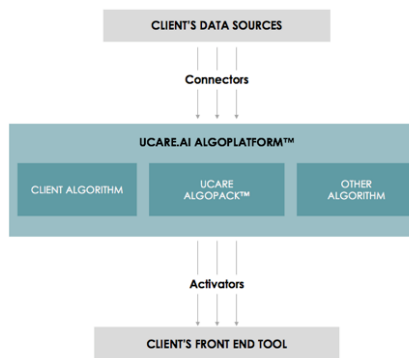 CLIENT'S DATA SOURCES
Connectors
UCARE.AI ALGOPLATFORM™
CLIENT ALGORITHM
UCARE
ALGOPACK™
OTHER
ALGORITHM
Activators
CLIENT'S FRONT END TOOL